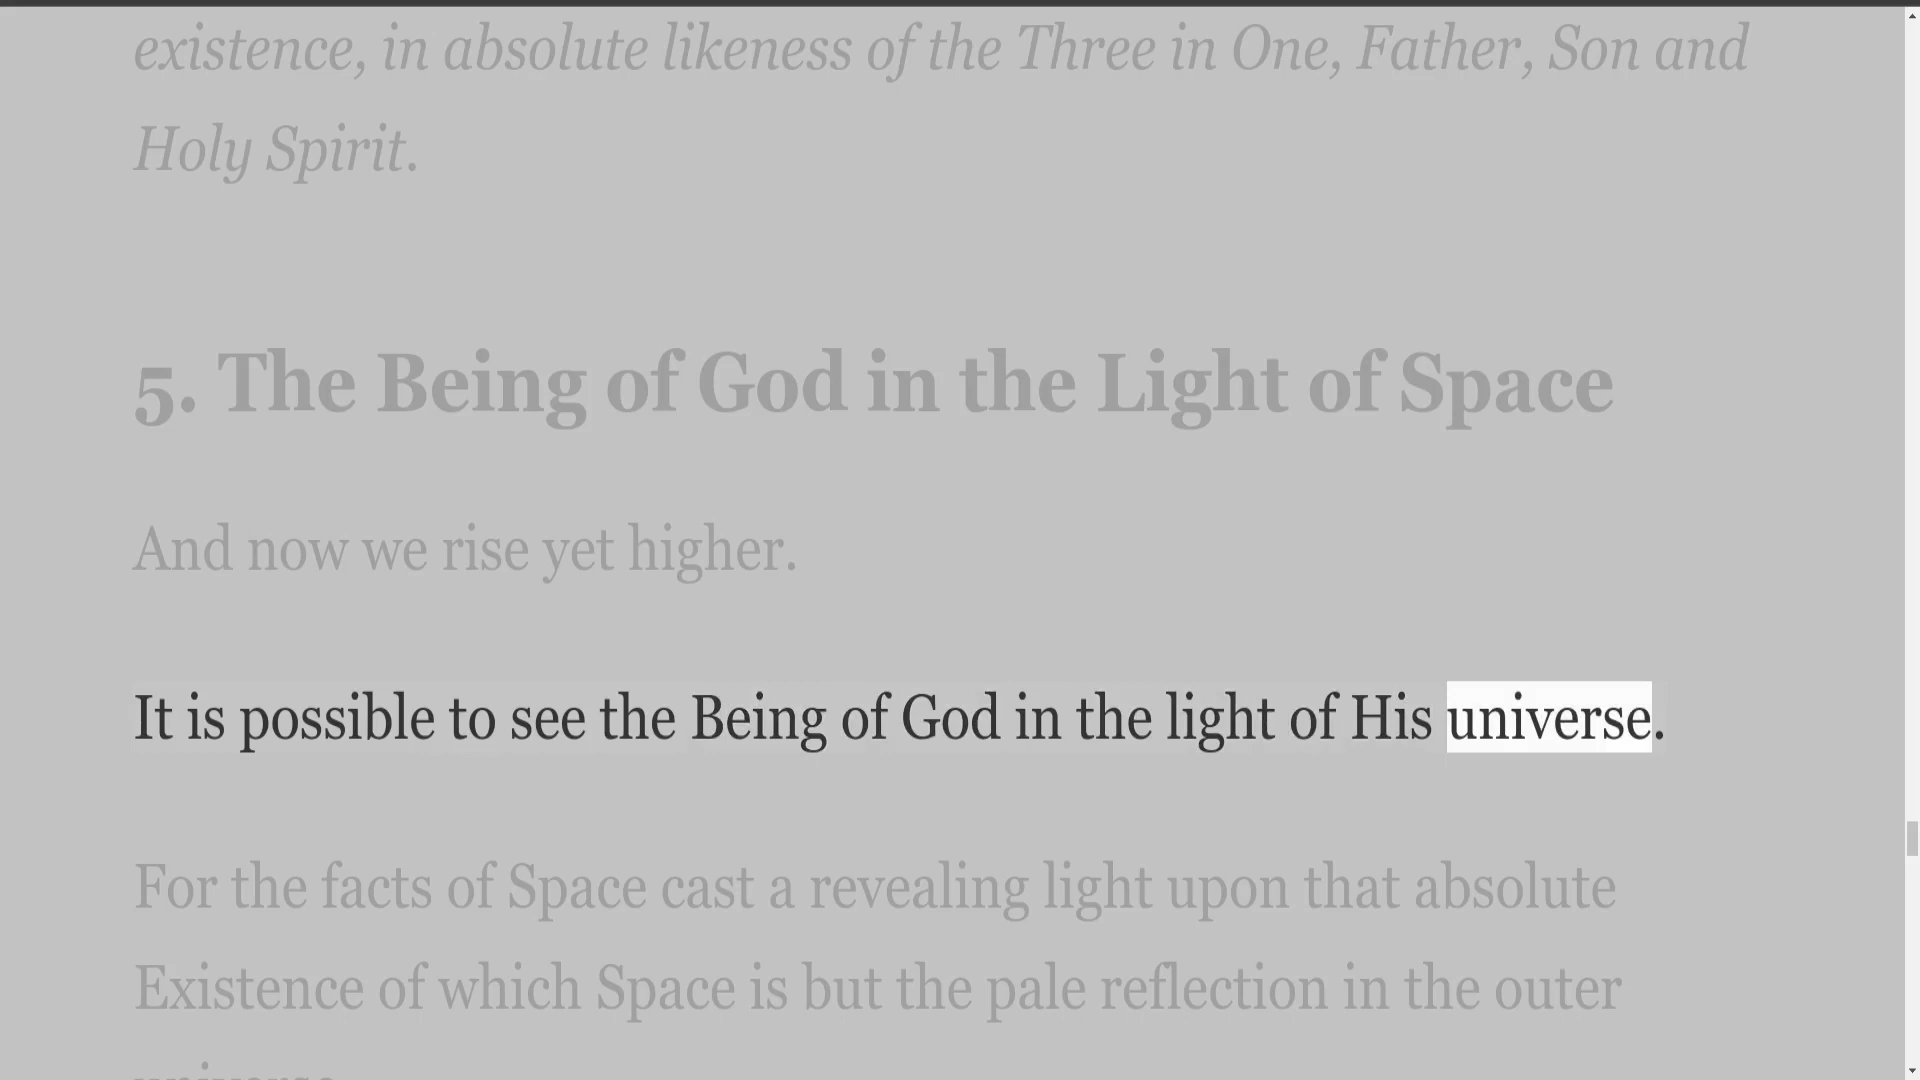 existence, in absolute likeness of the Three in One, Father, Son and
Holy Spirit.
5. The Being of God in the Light of Space
And now we rise yet higher.
It is possible to see the Being of God in the light of His universe.
For the facts of Space cast a revealing light upon that absolute
Existence of which Space is but the pale reflection in the outer